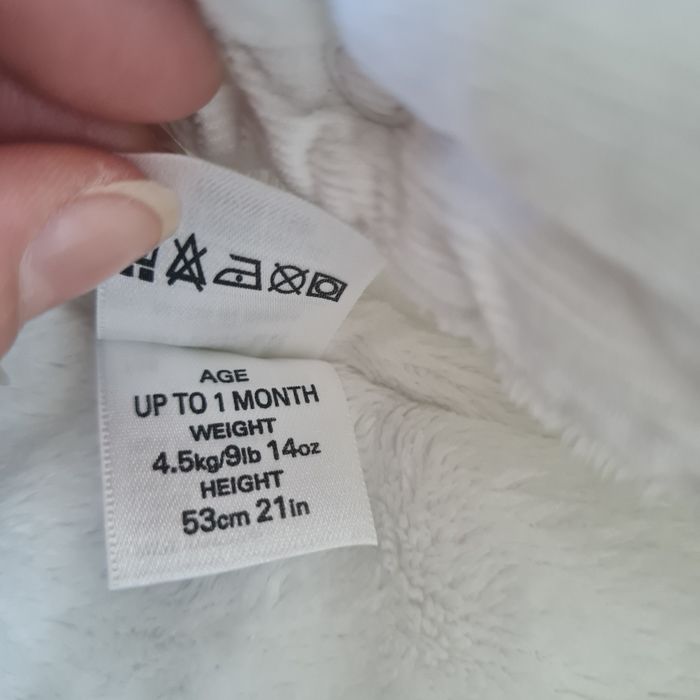 AGE
UP TO 1 MONTH
WEIGHT
4.5kg/9lb 14oz
HEIGHT
53cm 21in